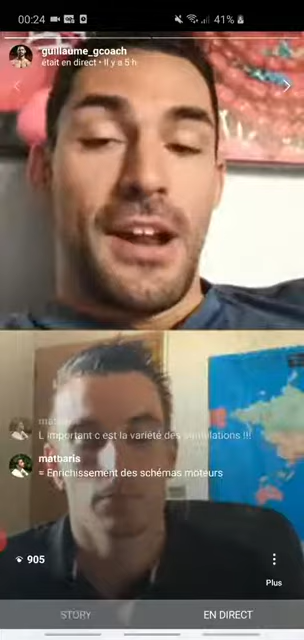 00:24
41%
guillaume_gcoach
était en direct • Il y a 5 h
L important c est la variété des stimulations !!!
matbaris
= Enrichissement des schémas moteurs
905
Plus
STORY
EN DIRECT